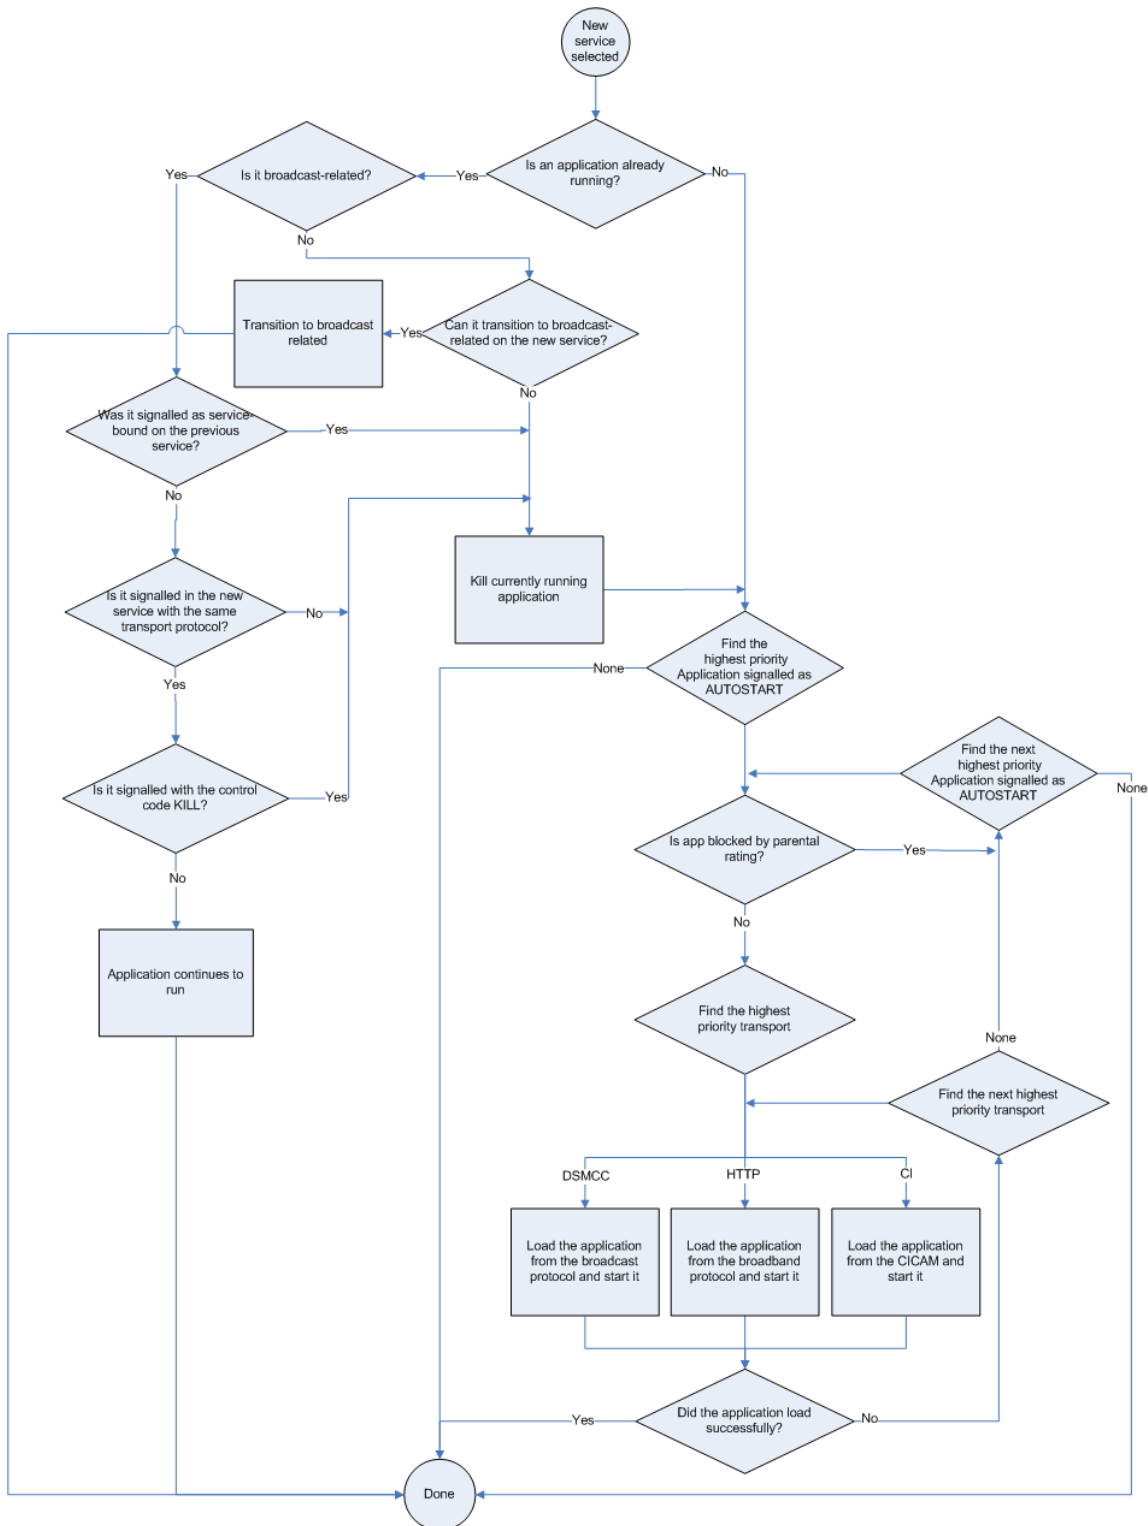 New
service
selected
Is an application already
running?
Yes
No
Is it broadcast-related?
Yes
No
Transition to broadcast
related
Yes
Can it transition to broadcast-
related on the new service?
No
Was it signalled as service-
bound on the previous
service?
Yes
No
Kill currently running
application
Is it signalled in the new
service with the same
transport protocol?
No
Yes
Find the
highest priority
Application signalled as
AUTOSTART
None
Find the next
highest priority
Application signalled as
AUTOSTART
None
Is it signalled with the control
code KILL?
Yes
No
Is app blocked by parental
rating?
Yes
No
Application continues to
run
Find the highest
priority transport
None
Find the next highest
priority transport
DSMCC
HTTP
CI
Load the application
from the broadcast
protocol and start it
Load the application
from the broadband
protocol and start it
Load the application
from the CICAM and
start it
Did the application load
successfully?
Yes
No
Done